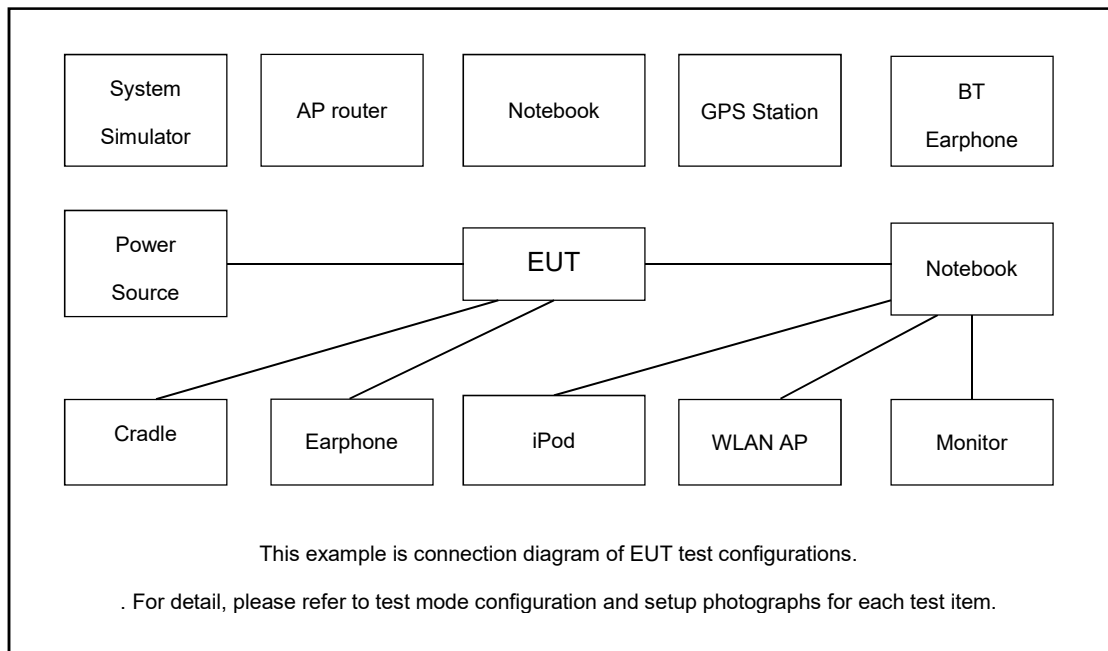 System
Simulator
AP router
Notebook
GPS Station
BT
Earphone
Power
Source
EUT
Notebook
Cradle
Earphone
iPod
WLAN AP
Monitor
This example is connection diagram of EUT test configurations.
. For detail, please refer to test mode configuration and setup photographs for each test item.